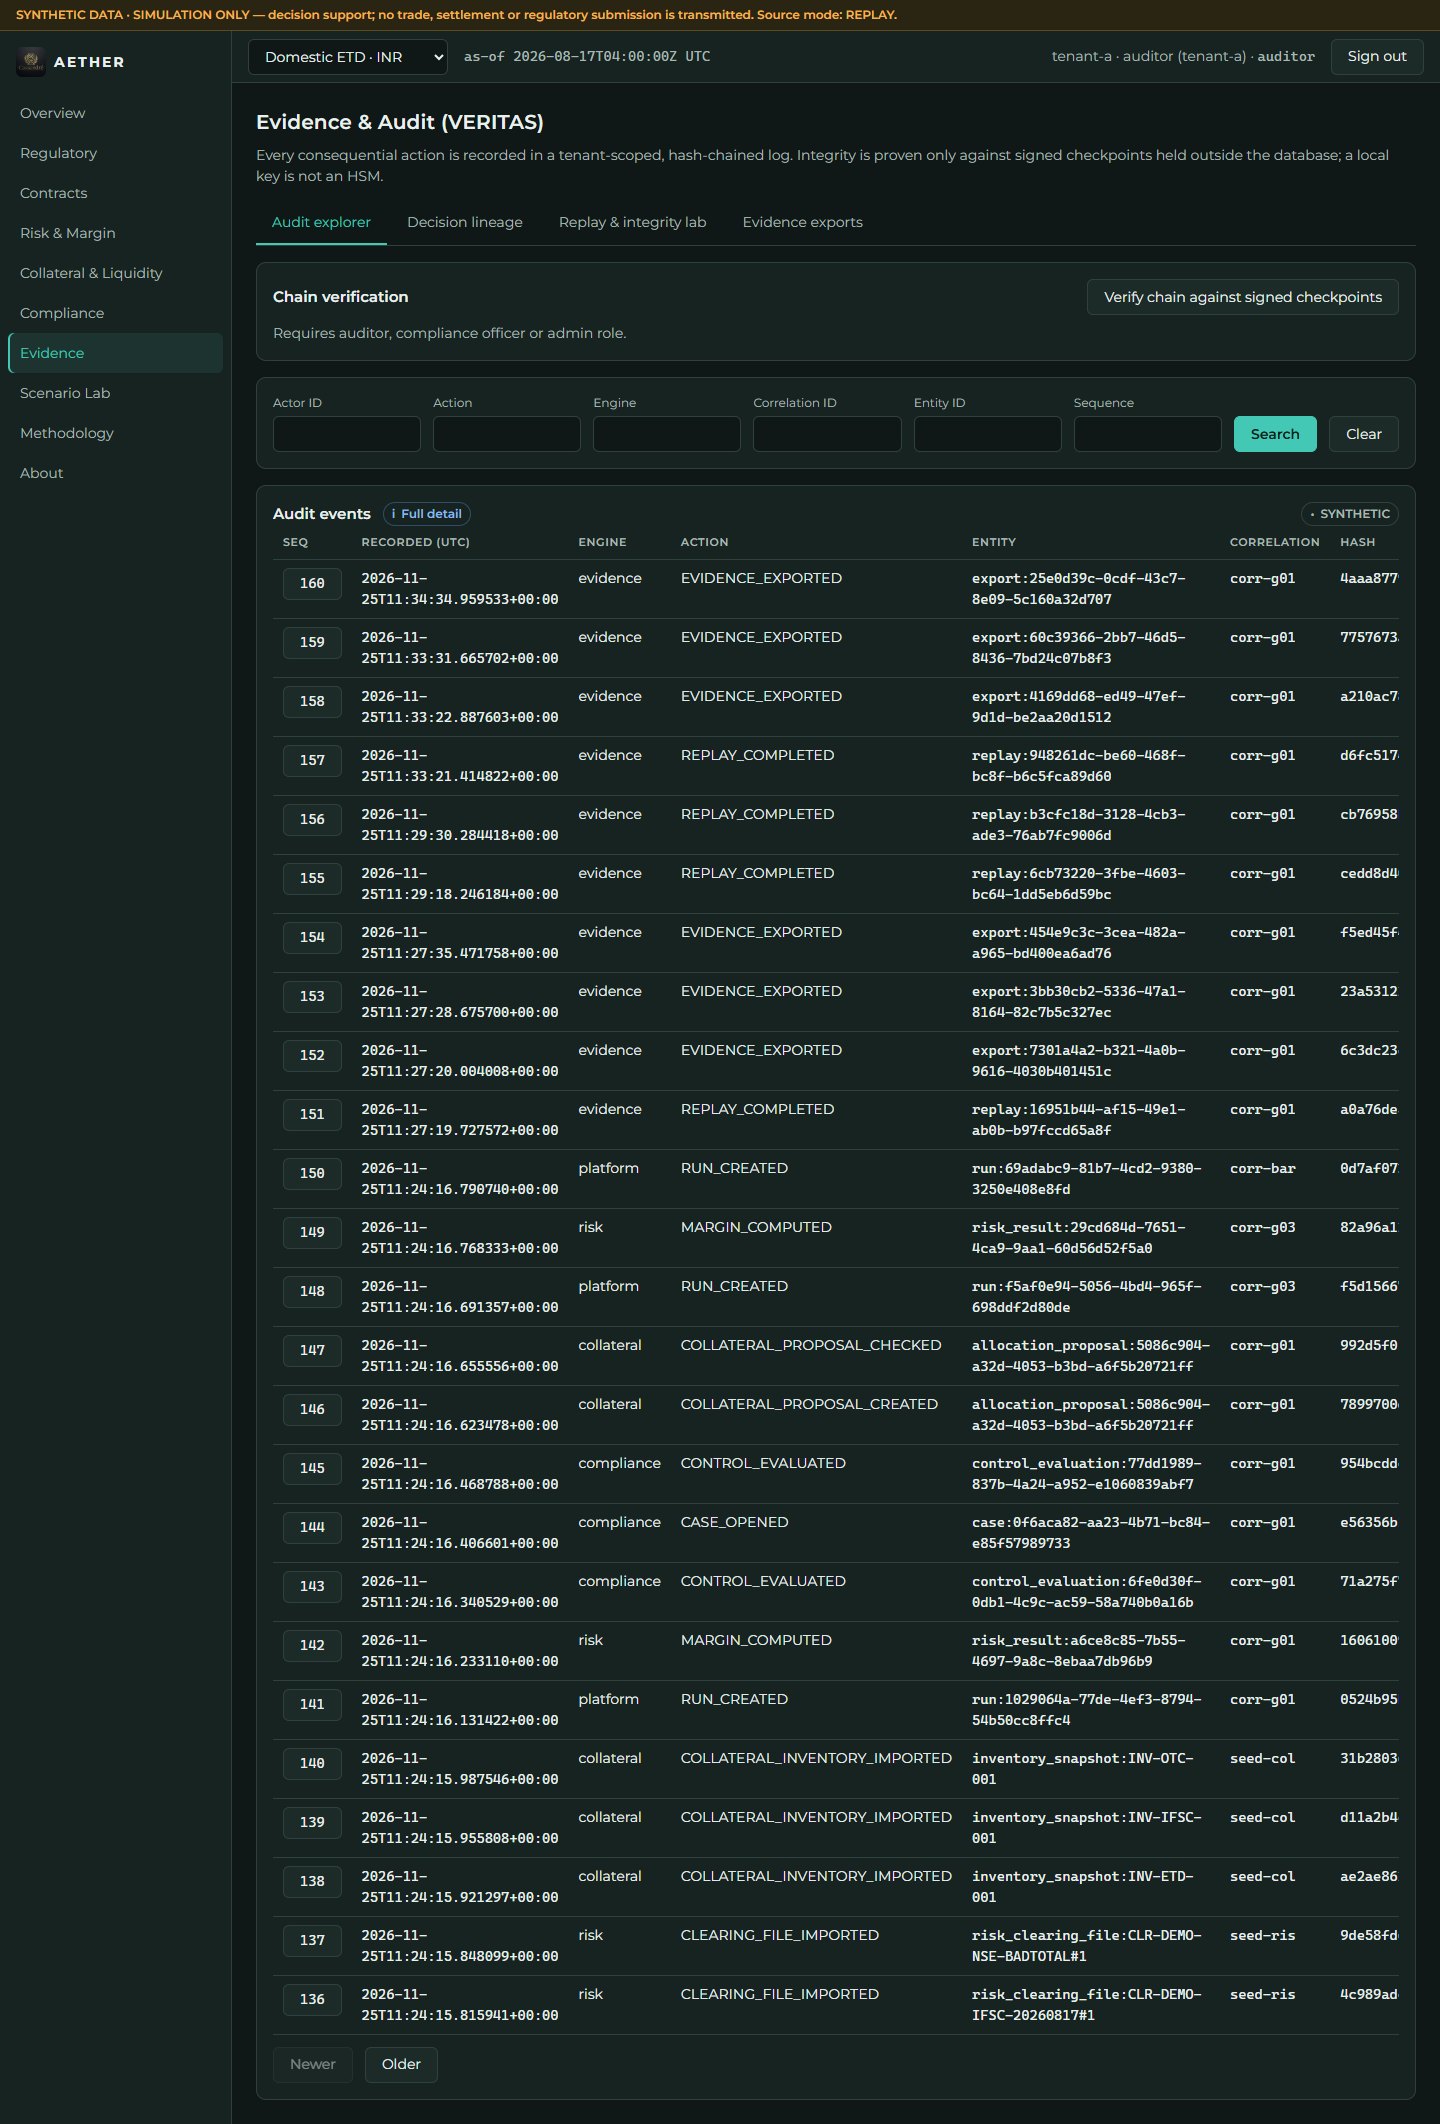 SYNTHETIC DATA · SIMULATION ONLY — decision support; no trade, settlement or regulatory submission is transmitted. Source mode: REPLAY.
AETHER
Domestic ETD · INR
as-of 2026-08-17T04:00:00Z UTC
tenant-a · auditor (tenant-a) · auditor
Sign out
Overview
Regulatory
Contracts
Risk & Margin
Collateral & Liquidity
Compliance
Evidence
Scenario Lab
Methodology
About
Evidence & Audit (VERITAS)
Every consequential action is recorded in a tenant-scoped, hash-chained log. Integrity is proven only against signed checkpoints held outside the database; a local
key is not an HSM.
Audit explorer Decision lineage Replay & integrity lab Evidence exports
Chain verification
Verify chain against signed checkpoints
Requires auditor, compliance officer or admin role.
Actor ID Action Engine Correlation ID Entity ID Sequence
Search Clear
Audit events i Full detail • SYNTHETIC
SEQ RECORDED (UTC) ENGINE ACTION ENTITY CORRELATION HASH
160 2026-11- evidence EVIDENCE_EXPORTED export:25e0d39c-0cdf-43c7- corr-g01 4aaa877
25T11:34:34.959533+00:00 8e09-5c160a32d707
159 2026-11- evidence EVIDENCE_EXPORTED export:60c39366-2bb7-46d5- corr-g01 7757673
25T11:33:31.665702+00:00 8436-7bd24c07b8f3
158 2026-11- evidence EVIDENCE_EXPORTED export:4169dd68-ed49-47ef- corr-g01 a210ac7
25T11:33:22.887603+00:00 9d1d-be2aa20d1512
157 2026-11- evidence REPLAY_COMPLETED replay:948261dc-be60-468f- corr-g01 d6fc517
25T11:33:21.414822+00:00 bc8f-b6c5fca89d60
156 2026-11- evidence REPLAY_COMPLETED replay:b3cfc18d-3128-4cb3- corr-g01 cb76958
25T11:29:30.284418+00:00 ade3-76ab7fc9006d
155 2026-11- evidence REPLAY_COMPLETED replay:6cb73220-3fbe-4603- corr-g01 cedd8d4
25T11:29:18.246184+00:00 bc64-1dd5eb6d59bc
154 2026-11- evidence EVIDENCE_EXPORTED export:454e9c3c-3cea-482a- corr-g01 f5ed45f
25T11:27:35.471758+00:00 a965-bd400ea6ad76
153 2026-11- evidence EVIDENCE_EXPORTED export:3bb30cb2-5336-47a1- corr-g01 23a5312
25T11:27:28.675700+00:00 8164-82c7b5c327ec
152 2026-11- evidence EVIDENCE_EXPORTED export:7301a4a2-b321-4a0b- corr-g01 6c3dc23
25T11:27:20.004008+00:00 9616-4030b401451c
151 2026-11- evidence REPLAY_COMPLETED replay:16951b44-af15-49e1- corr-g01 a0a76de
25T11:27:19.727572+00:00 ab0b-b97fccd65a8f
150 2026-11- platform RUN_CREATED run:69adabc9-81b7-4cd2-9380- corr-bar 0d7af07
25T11:24:16.790740+00:00 3250e408e8fd
149 2026-11- risk MARGIN_COMPUTED risk_result:29cd684d-7651- corr-g03 82a96a1
25T11:24:16.768333+00:00 4ca9-9aa1-60d56d52f5a0
148 2026-11- platform RUN_CREATED run:f5af0e94-5056-4bd4-965f- corr-g03 f5d1566
25T11:24:16.691357+00:00 698ddf2d80de
147 2026-11- collateral COLLATERAL_PROPOSAL_CHECKED allocation_proposal:5086c904- corr-g01 992d5f0
25T11:24:16.655556+00:00 a32d-4053-b3bd-a6f5b20721ff
146 2026-11- collateral COLLATERAL_PROPOSAL_CREATED allocation_proposal:5086c904- corr-g01 7899700
25T11:24:16.623478+00:00 a32d-4053-b3bd-a6f5b20721ff
145 2026-11- compliance CONTROL_EVALUATED control_evaluation:77dd1989- corr-g01 954bcdd
25T11:24:16.468788+00:00 837b-4a24-a952-e1060839abf7
144 2026-11- compliance CASE_OPENED case:0f6aca82-aa23-4b71-bc84- corr-g01 e56356b
25T11:24:16.406601+00:00 e85f57989733
143 2026-11- compliance CONTROL_EVALUATED control_evaluation:6fe0d30f- corr-g01 71a275f
25T11:24:16.340529+00:00 0db1-4c9c-ac59-58a740b0a16b
142 2026-11- risk MARGIN_COMPUTED risk_result:a6ce8c85-7b55- corr-g01 1606100
25T11:24:16.233110+00:00 4697-9a8c-8ebaa7db96b9
141 2026-11- platform RUN_CREATED run:1029064a-77de-4ef3-8794- corr-g01 0524b95
25T11:24:16.131422+00:00 54b50cc8ffc4
140 2026-11- collateral COLLATERAL_INVENTORY_IMPORTED inventory_snapshot:INV-OTC- seed-col 31b2803
25T11:24:15.987546+00:00 001
139 2026-11- collateral COLLATERAL_INVENTORY_IMPORTED inventory_snapshot:INV-IFSC- seed-col d11a2b4
25T11:24:15.955808+00:00 001
138 2026-11- collateral COLLATERAL_INVENTORY_IMPORTED inventory_snapshot:INV-ETD- seed-col ae2ae86
25T11:24:15.921297+00:00 001
137 2026-11- risk CLEARING_FILE_IMPORTED risk_clearing_file:CLR-DEMO- seed-ris 9de58fd
25T11:24:15.848099+00:00 NSE-BADTOTAL#1
136 2026-11- risk CLEARING_FILE_IMPORTED risk_clearing_file:CLR-DEMO- seed-ris 4c989ad
25T11:24:15.815941+00:00 IFSC-20260817#1
Newer Older